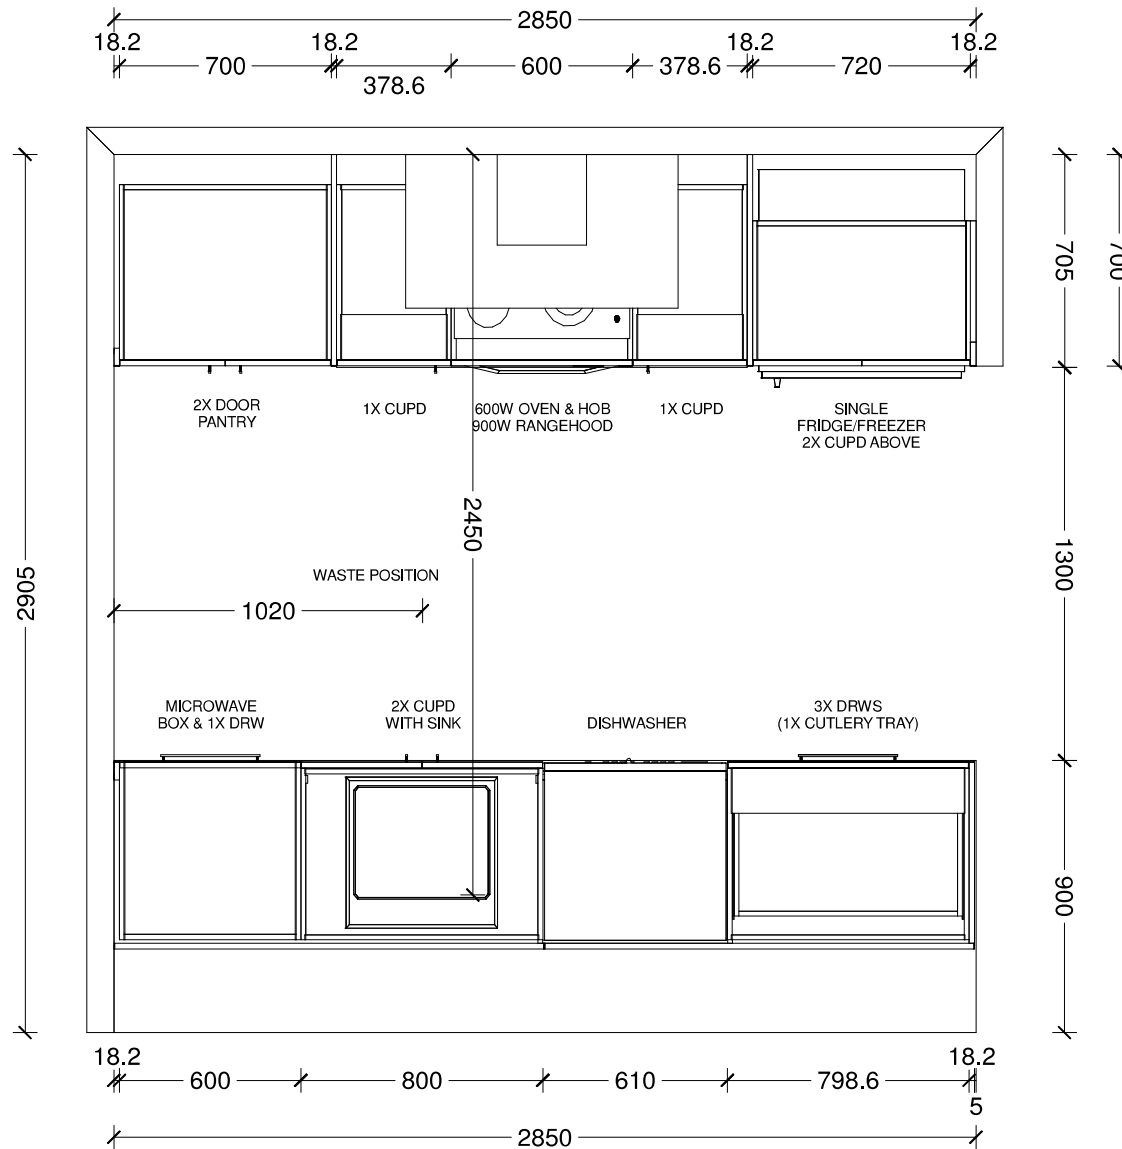 2850
18.2
18.2
18.2
18.2
700
378.6
600
378.6
720
705
700
2X DOOR
PANTRY
1X CUPD
600W OVEN & HOB
900W RANGEHOOD
1X CUPD
SINGLE
FRIDGE/FREEZER
2X CUPD ABOVE
2450
1300
2905
WASTE POSITION
1020
MICROWAVE
BOX & 1X DRW
2X CUPD
WITH SINK
DISHWASHER
3X DRWS
(1X CUTLERY TRAY)
900
18.2
18.2
600
800
610
798.6
5
2850